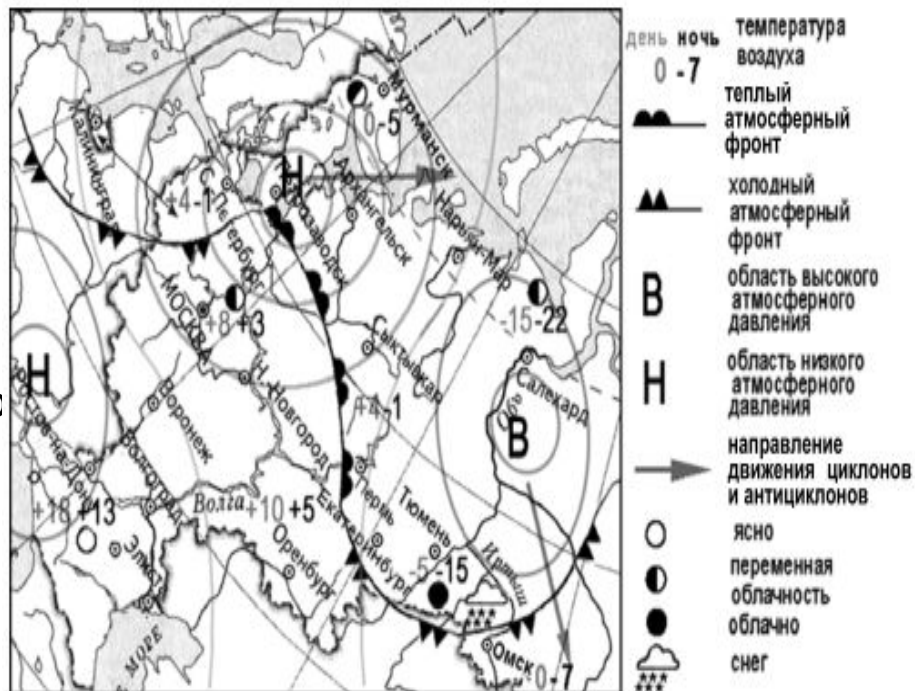 Мурманск
0 -5
Калининград
Н
Архангельск
+4 -1
С. Петербург
Петрозаводск
Нарьян-Мар
МОСКВА
+8 +3
-15 -22
Сыктывкар
Салехард
Обь
Н
В
Н. Новгород
+4 -1
Воронеж
Ростов-на-Дону
Волгоград
Пермь
Волга
+10 +5
Екатеринбург
Тюмень
+18 +13
Оренбург
Иртыш
-5 -15
Элиста
МОРЕ
Омск
-0 -7
день ночь температура
воздуха
0 -7
теплый
атмосферный
фронт
холодный
атмосферный
фронт
В
область высокого
атмосферного
давления
Н
область низкого
атмосферного
давления
направление
движения циклонов
и антициклонов
ясно
переменная
облачность
облачно
снег